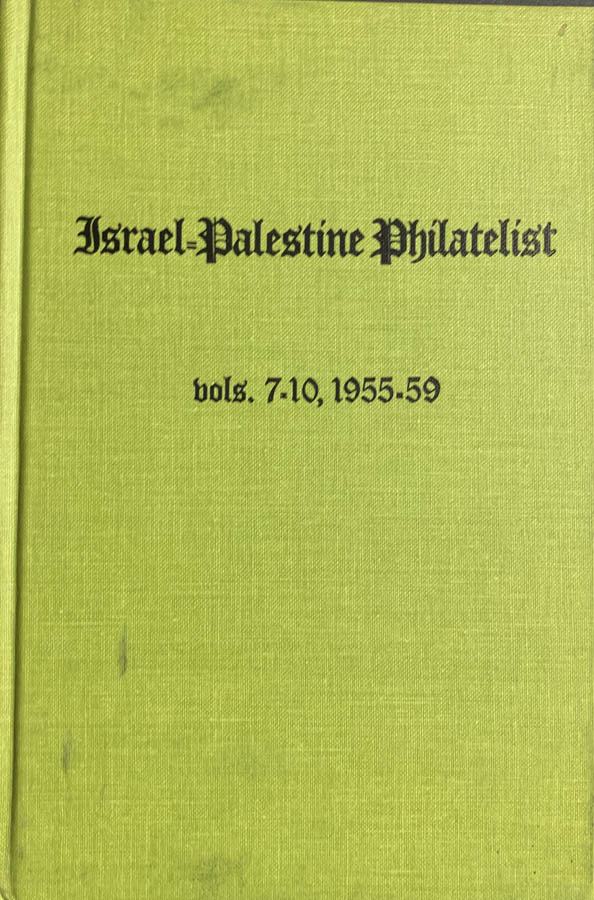 Israel=Palestine Philatelist
vols. 7-10, 1955-59